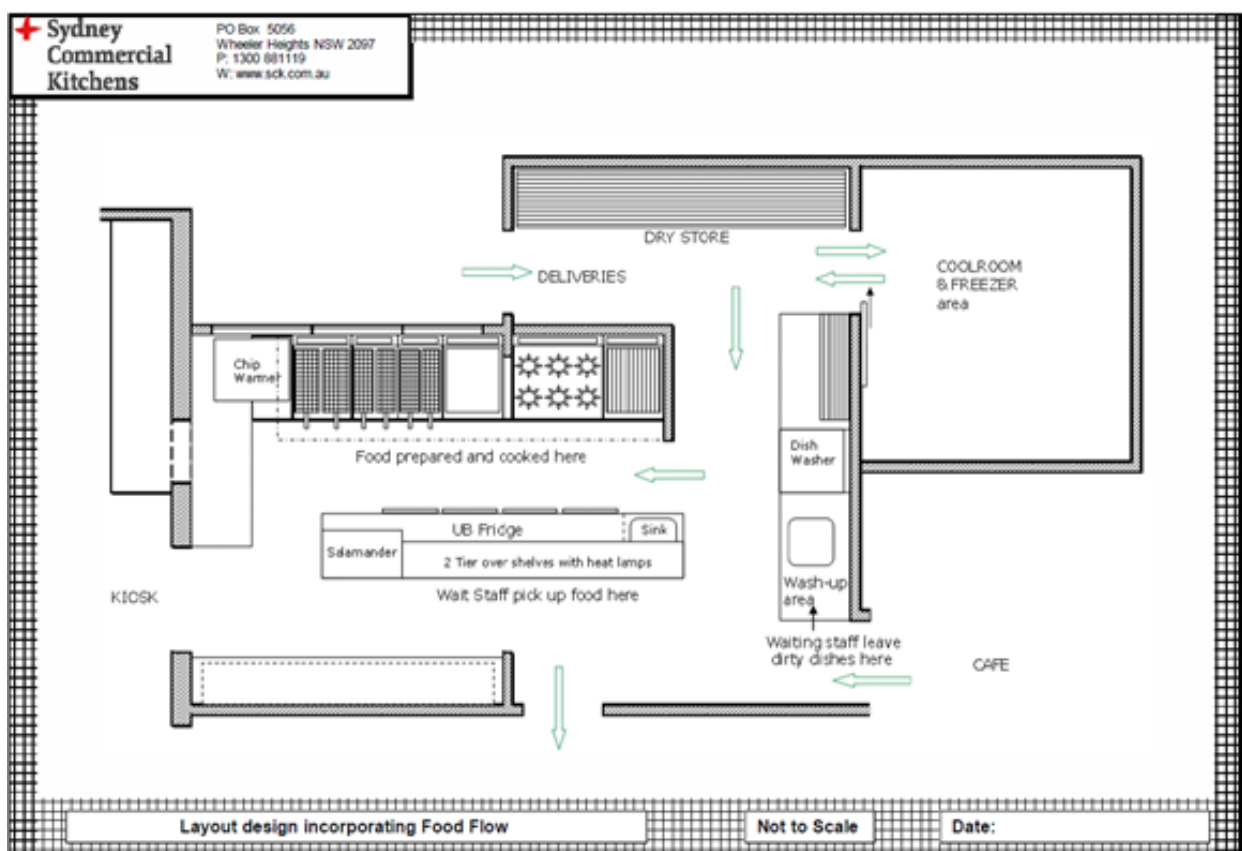 Sydney
Commercial
Kitchens
PO Box 5056
Wheeler Heights NSW 2097
P: 1300 881119
W: www.sck.com.au
DRY STORE
DELIVERIES
COOLROOM
& FREEZER
area
Chip
Warmer
Food prepared and cooked here
Dish
Washer
UB Fridge
Sink
Salamander
2 Tier over shelves with heat lamps
Wait Staff pick up food here
Wash-up
area
KIOSK
Waiting staff leave
dirty dishes here
CAFE
Layout design incorporating Food Flow
Not to Scale
Date: